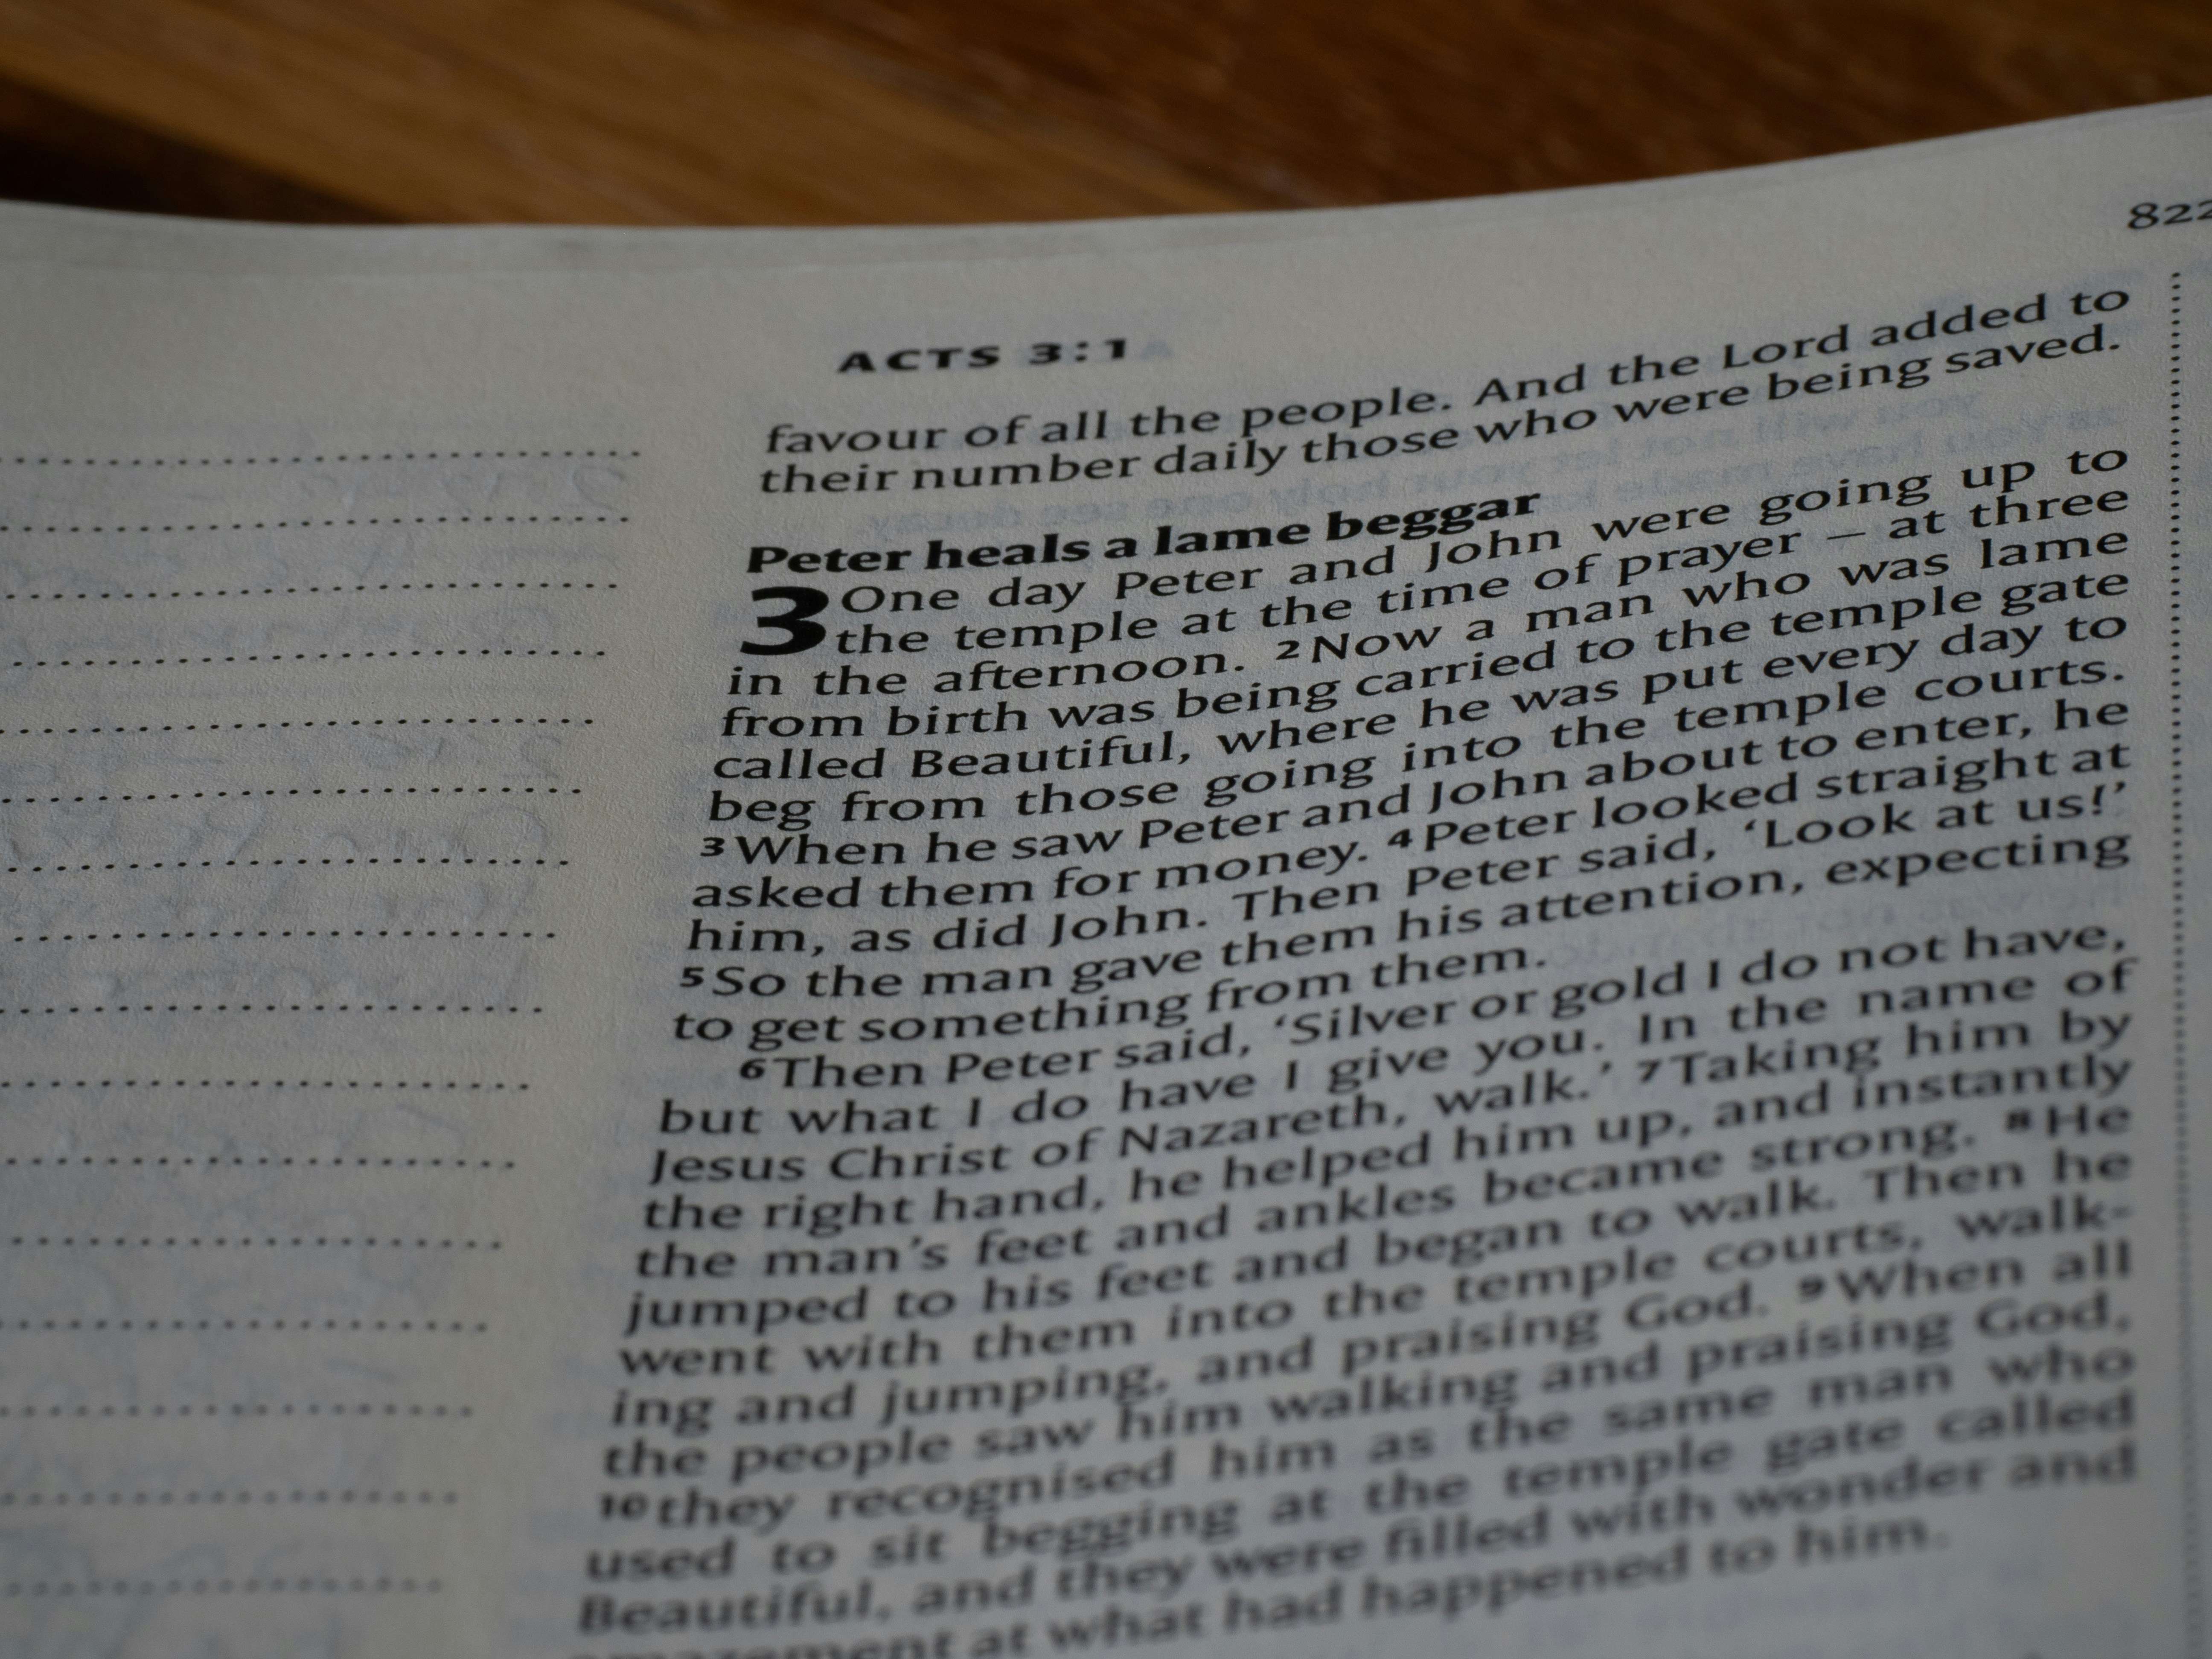 822
ACTS 3:1
favour of all the people. And the Lord added to
their number daily those who were being saved.
Peter heals a lame beggar
3 One day Peter and John were going up to
the temple at the time of prayer – at three
in the afternoon. 2 Now a man who was lame
from birth was being carried to the temple gate
called Beautiful, where he was put every day to
beg from those going into the temple courts.
3 When he saw Peter and John about to enter, he
asked them for money. 4 Peter looked straight at
him, as did John. Then Peter said, ‘Look at us!’
5 So the man gave them his attention, expecting
to get something from them.
6 Then Peter said, ‘Silver or gold I do not have,
but what I do have I give you. In the name of
Jesus Christ of Nazareth, walk.’ 7 Taking him by
the right hand, he helped him up, and instantly
the man’s feet and ankles became strong. 8 He
jumped to his feet and began to walk. Then he
went with them into the temple courts, walk-
ing and jumping, and praising God. 9 When all
the people saw him walking and praising God,
10 they recognised him as the same man who
used to sit begging at the temple gate called
Beautiful, and they were filled with wonder and
amazement at what had happened to him.